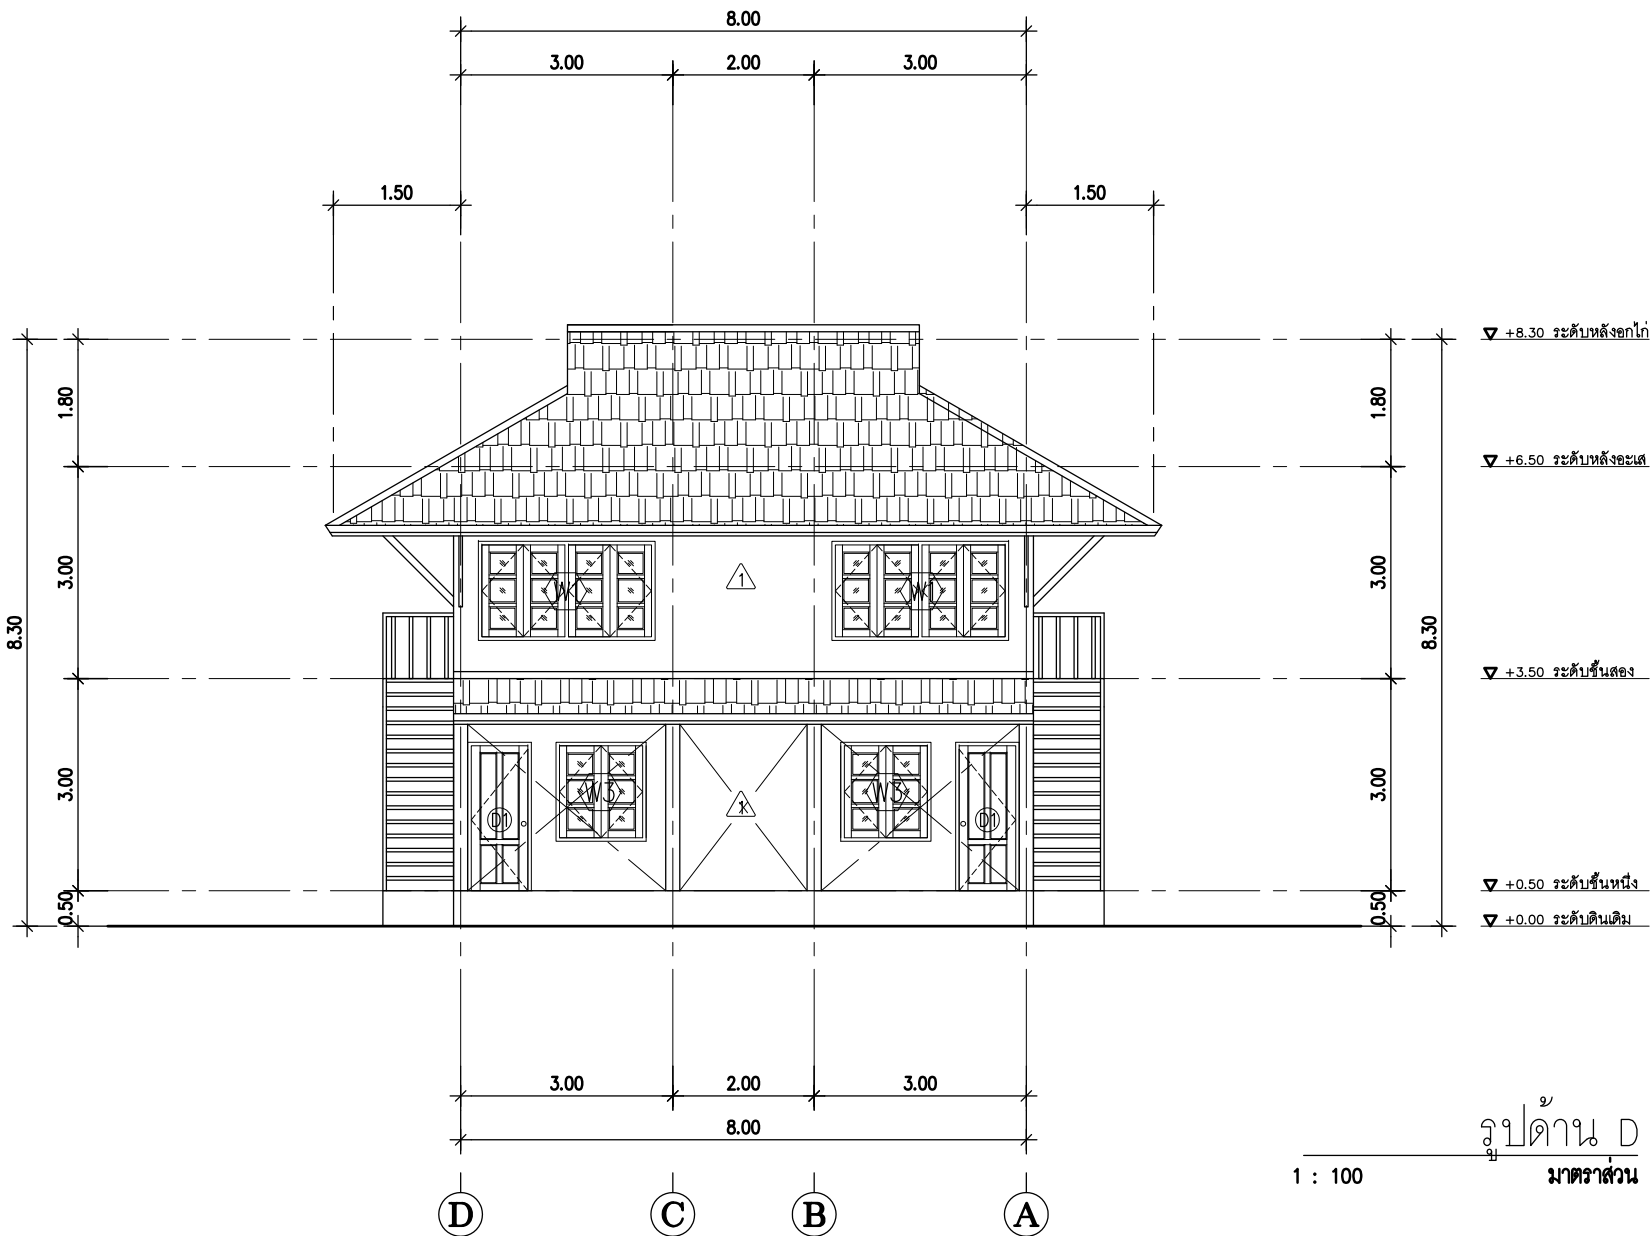 8.00
3.00 2.00 3.00
1.50 1.50
+8.30 ระดับหลังอกไก่
1.80 1.80
+6.50 ระดับหลังอะเส
3.00 3.00
W1 1 W1
8.30 8.30
+3.50 ระดับชั้นสอง
3.00 3.00
W3 1 W3
D1 D1
+0.50 ระดับชั้นหนึ่ง
0.50 0.50
+0.00 ระดับดินเดิม
3.00 2.00 3.00
8.00
รูปด้าน D
1 : 100 มาตราส่วน
D C B A